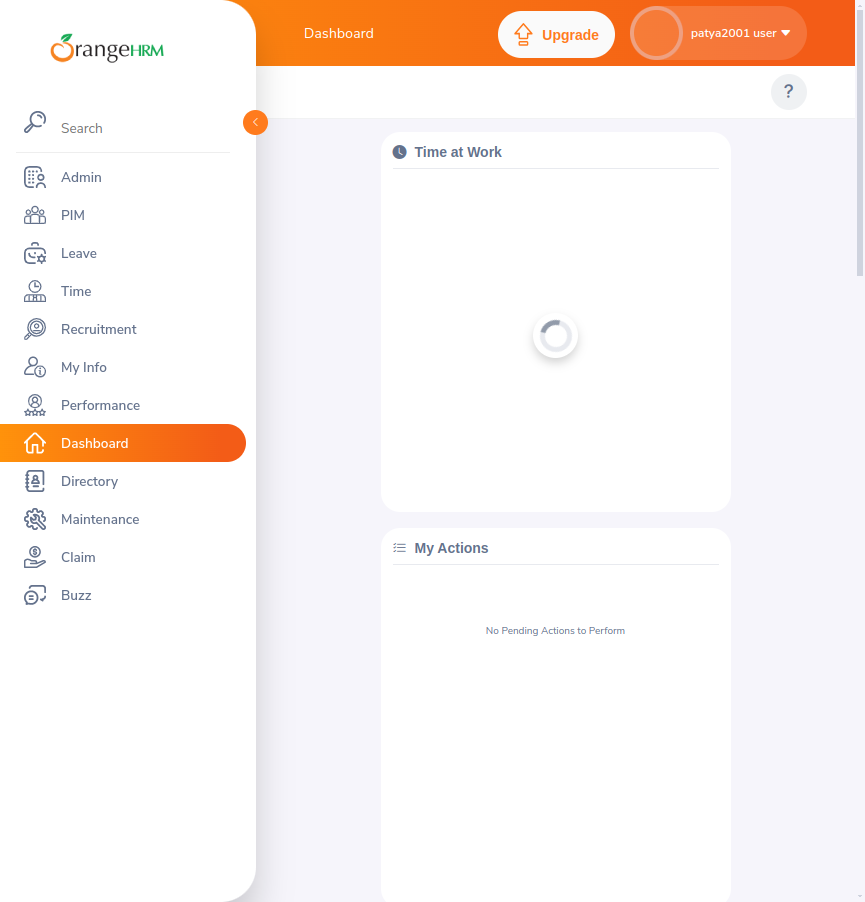 OrangeHRM
Dashboard
Upgrade
patya2001 user
?
Search
Admin
PIM
Leave
Time
Recruitment
My Info
Performance
Dashboard
Directory
Maintenance
Claim
Buzz
Time at Work
My Actions
No Pending Actions to Perform